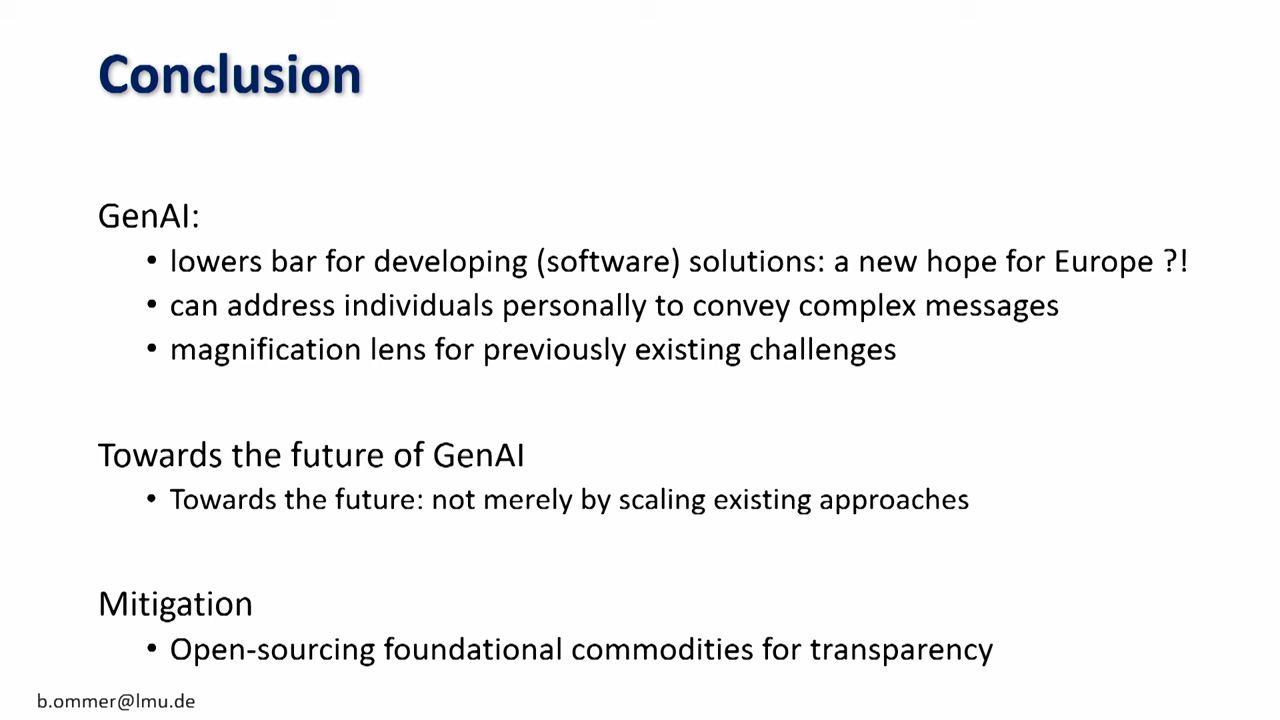 Conclusion
GenAI:
• lowers bar for developing (software) solutions: a new hope for Europe ?!
• can address individuals personally to convey complex messages
• magnification lens for previously existing challenges
Towards the future of GenAI
• Towards the future: not merely by scaling existing approaches
Mitigation
• Open-sourcing foundational commodities for transparency
b.ommer@lmu.de